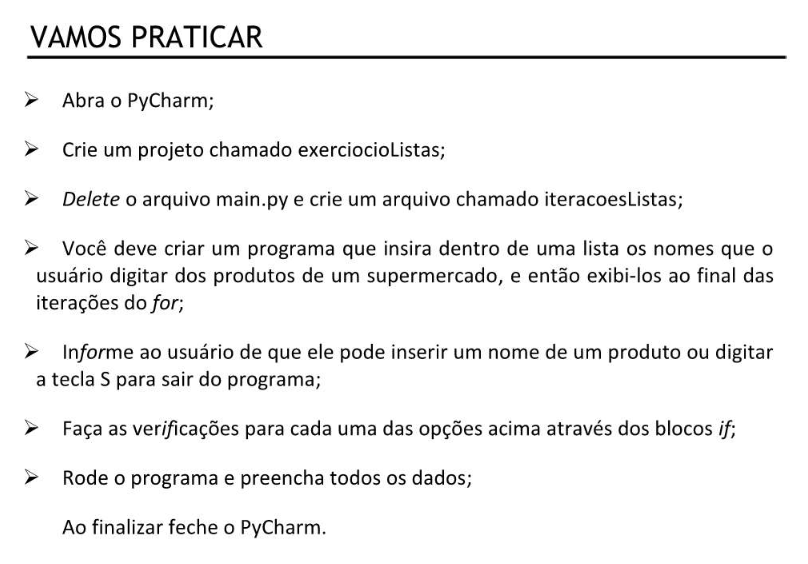 VAMOS PRATICAR
➢ Abra o PyCharm;
➢ Crie um projeto chamado exerciocioListas;
➢ Delete o arquivo main.py e crie um arquivo chamado iteracoesListas;
➢ Você deve criar um programa que insira dentro de uma lista os nomes que o
usuário digitar dos produtos de um supermercado, e então exibi-los ao final das
iterações do for;
➢ Informe ao usuário de que ele pode inserir um nome de um produto ou digitar
a tecla S para sair do programa;
➢ Faça as verificações para cada uma das opções acima através dos blocos if;
➢ Rode o programa e preencha todos os dados;
Ao finalizar feche o PyCharm.